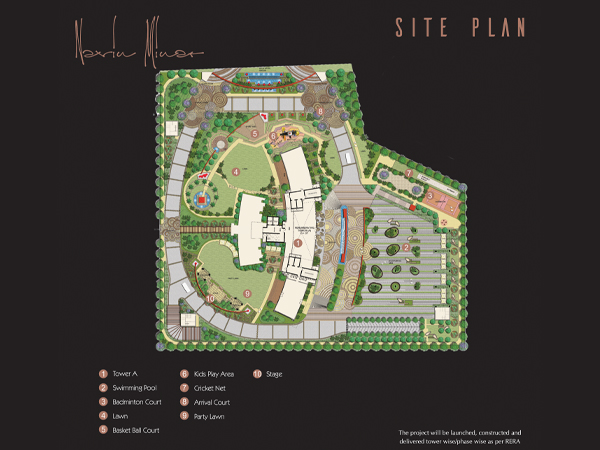 SITE PLAN
1 Tower A
2 Swimming Pool
3 Badminton Court
4 Lawn
5 Basket Ball Court
6 Kids Play Area
7 Cricket Net
8 Arrival Court
9 Party Lawn
10 Stage
The project will be launched, constructed and
delivered tower wise/phase wise as per RERA